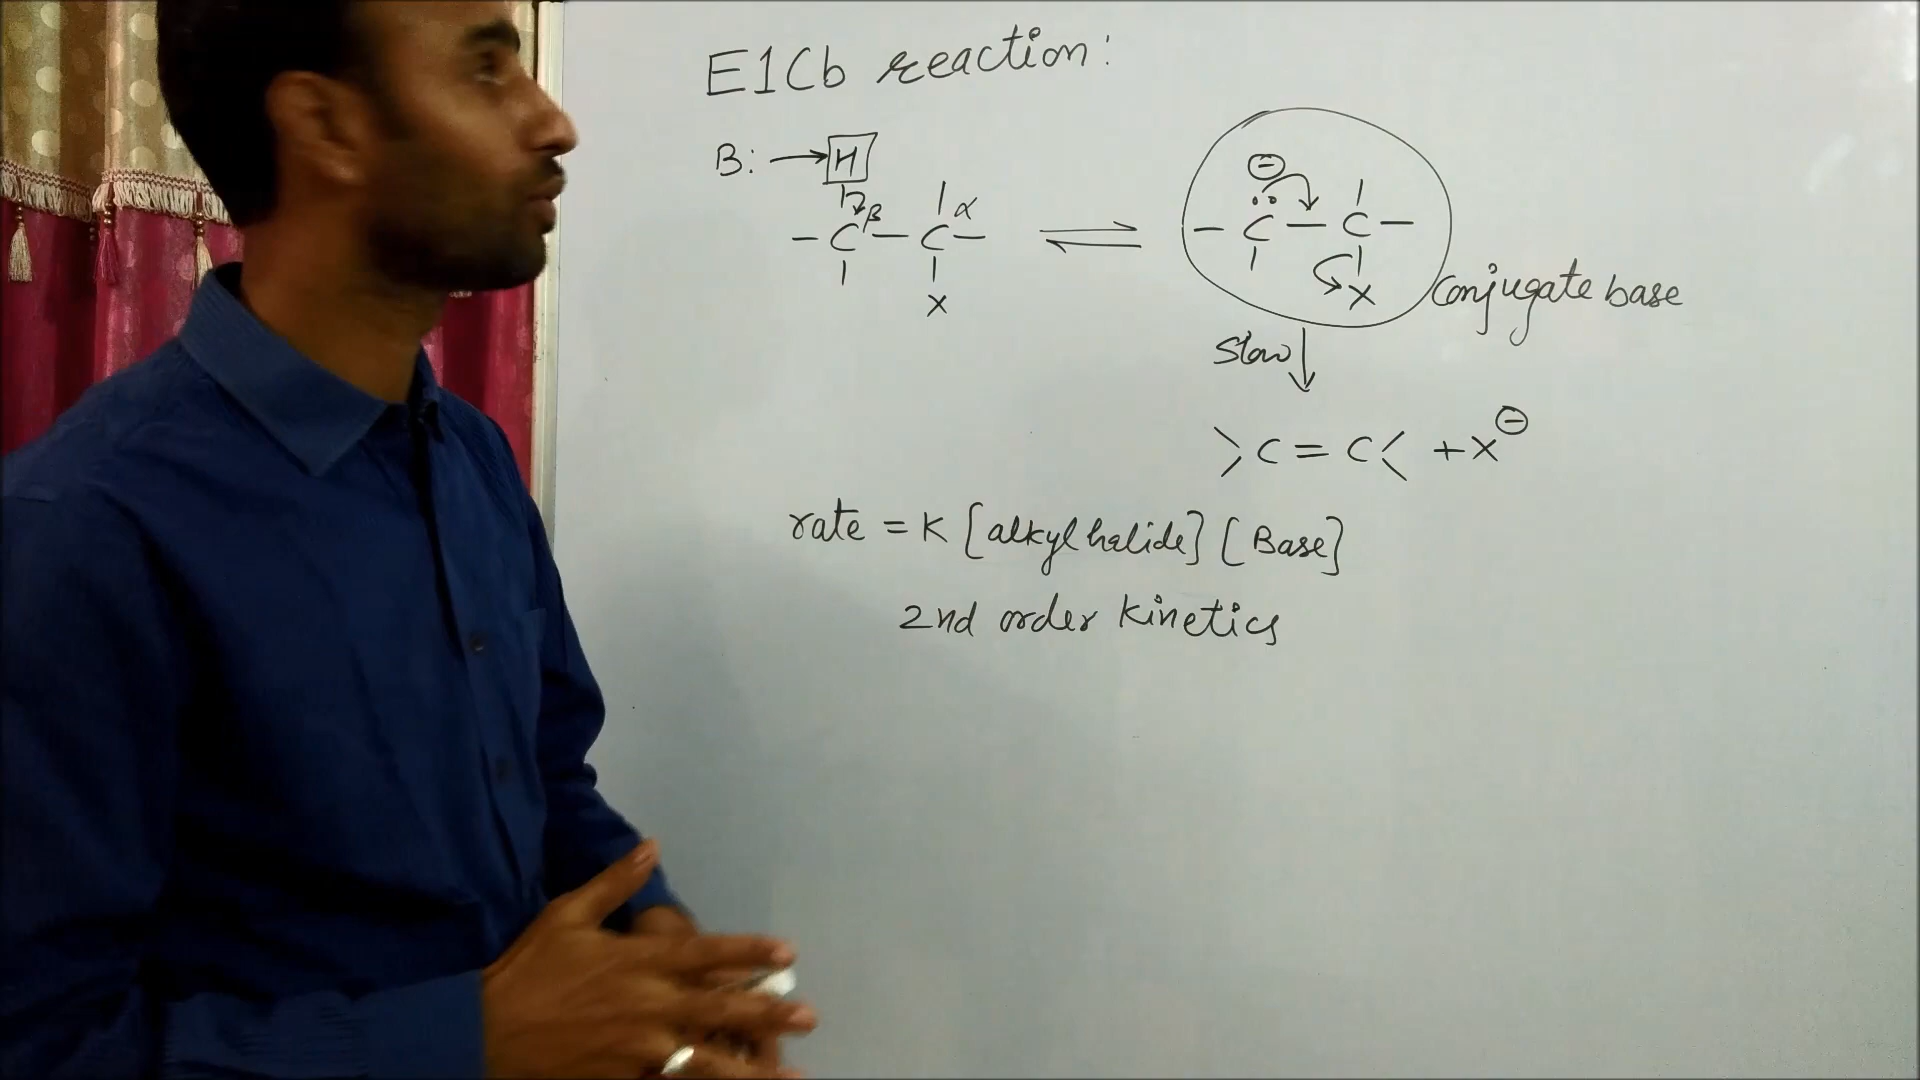 E1Cb reaction:
B: → H
⊖
β α
– C – C – ⇌ – C – C –
X X
conjugate base
Slow ↓
>C = C< + X⊖
rate = K [alkyl halide] [Base]
2nd order kinetics